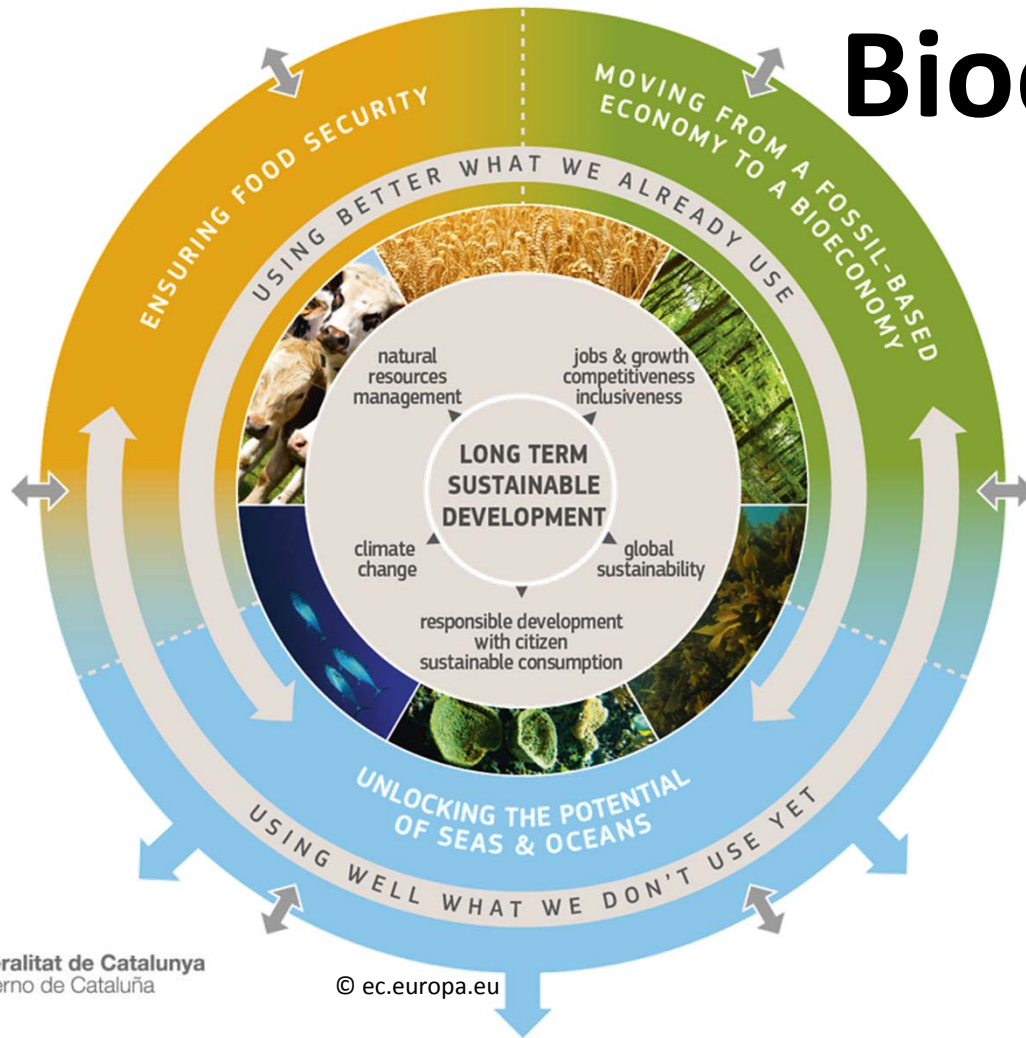 ENSURING FOOD SECURITY
MOVING FROM A FOSSIL-BASED
ECONOMY TO A BIOECONOMY
USING BETTER WHAT WE ALREADY USE
natural
resources
management
jobs & growth
competitiveness
inclusiveness
LONG TERM
SUSTAINABLE
DEVELOPMENT
climate
change
global
sustainability
responsible development
with citizen
sustainable consumption
UNLOCKING THE POTENTIAL
OF SEAS & OCEANS
USING WELL WHAT WE DON'T USE YET
de Catalunya
de Cataluña
© ec.europa.eu